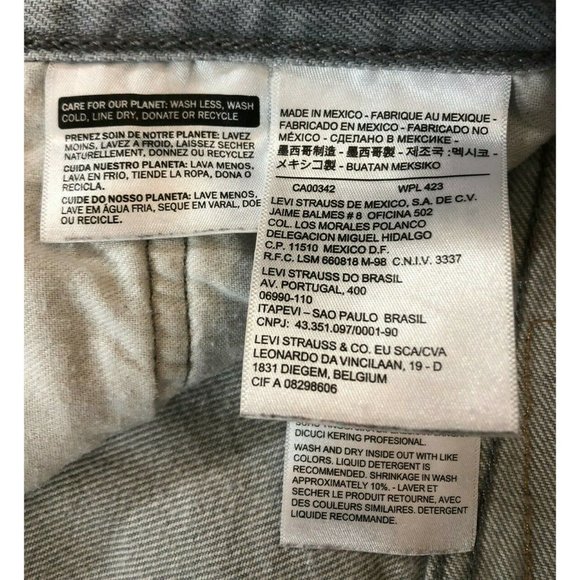 CARE FOR OUR PLANET: WASH LESS, WASH
COLD, LINE DRY, DONATE OR RECYCLE
PRENEZ SOIN DE NOTRE PLANETE: LAVEZ
MOINS, LAVEZ A FROID, LAISSEZ SECHER
NATURELLEMENT, DONNEZ OU RECYCLEZ
CUIDA NUESTRO PLANETA: LAVA MENOS,
LAVA EN FRIO, TIENDE LA ROPA, DONA O
RECICLA.
CUIDE DO NOSSO PLANETA: LAVE MENOS,
LAVE EM ÁGUA FRIA, SEQUE EM VARAL, DOE
OU RECICLE.
MADE IN MEXICO - FABRIQUE AU MEXIQUE -
FABRICADO EN MEXICO - FABRICADO NO
MÉXICO - СДЕЛАНО В МЕКСИКЕ -
墨西哥制造 - 墨西哥製 - 제조국 :멕시코 -
メキシコ製 - BUATAN MEKSIKO
CA00342 WPL 423
LEVI STRAUSS DE MEXICO, S.A. DE C.V.
JAIME BALMES # 8 OFICINA 502
COL. LOS MORALES POLANCO
DELEGACION MIGUEL HIDALGO
C.P. 11510 MEXICO D.F.
R.F.C. LSM 660818 M-98 C.N.I.V. 3337
LEVI STRAUSS DO BRASIL
AV. PORTUGAL, 400
06990-110
ITAPEVI – SAO PAULO BRASIL
CNPJ: 43.351.097/0001-90
LEVI STRAUSS & CO. EU SCA/CVA
LEONARDO DA VINCILAAN, 19 - D
1831 DIEGEM, BELGIUM
CIF A 08298606
DICUCI KERING PROFESIONAL.
WASH AND DRY INSIDE OUT WITH LIKE
COLORS. LIQUID DETERGENT IS
RECOMMENDED. SHRINKAGE IN WASH
APPROXIMATELY 10%. - LAVER ET
SECHER LE PRODUIT RETOURNE, AVEC
DES COULEURS SIMILAIRES. DETERGENT
LIQUIDE RECOMMANDE.